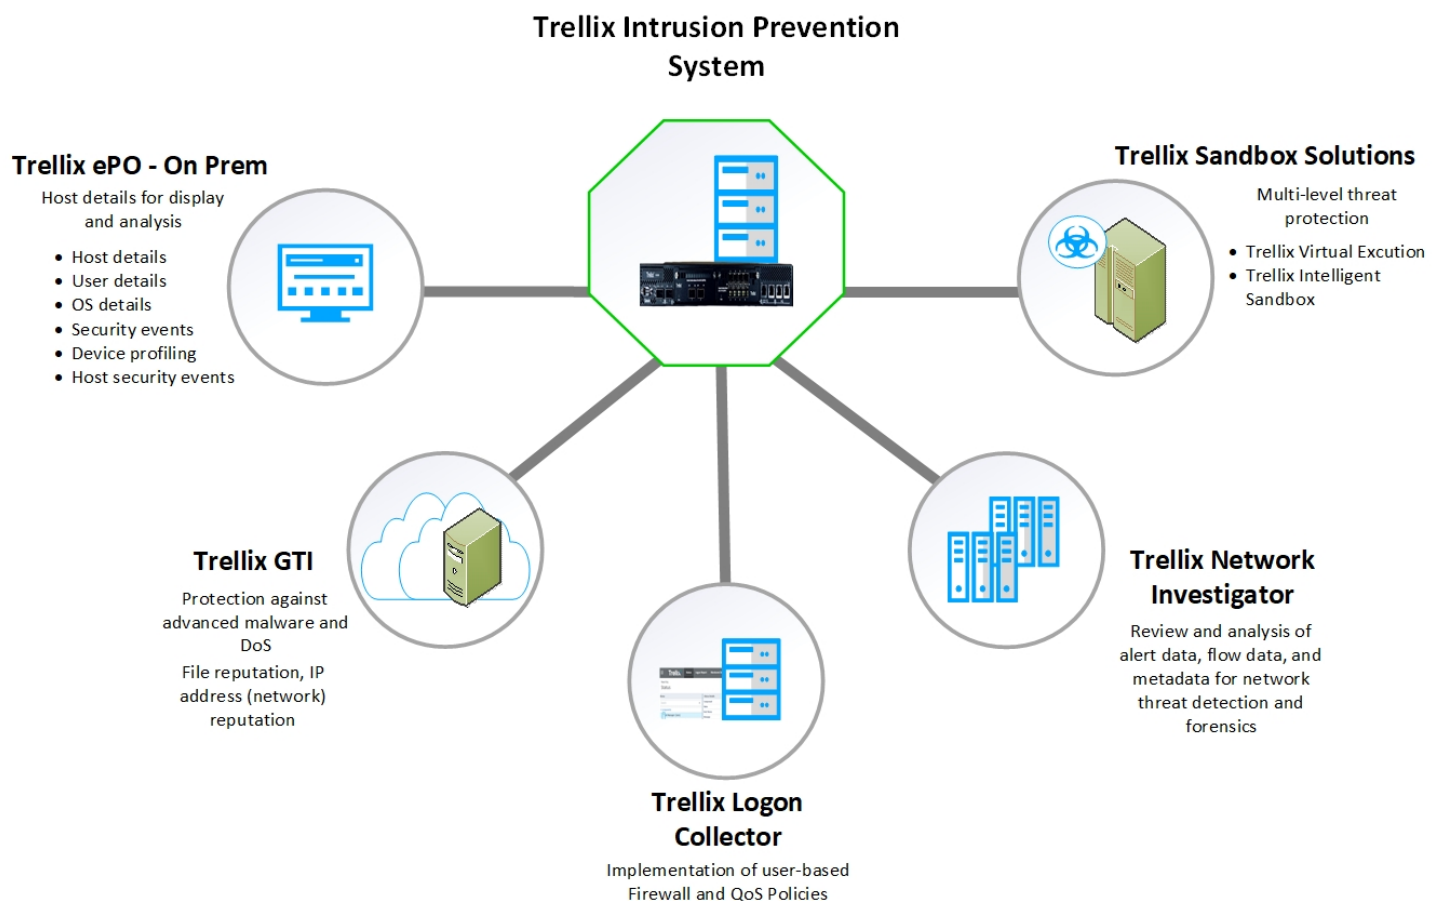 Trellix Intrusion Prevention
System
Trellix ePO - On Prem
Host details for display
and analysis
• Host details
• User details
• OS details
• Security events
• Device profiling
• Host security events
Trellix Sandbox Solutions
Multi-level threat
protection
• Trellix Virtual Excution
• Trellix Intelligent
Sandbox
Trellix GTI
Protection against
advanced malware and
DoS
File reputation, IP
address (network)
reputation
Trellix Network
Investigator
Review and analysis of
alert data, flow data, and
metadata for network
threat detection and
forensics
Trellix
Trellix Logon
Collector
Implementation of user-based
Firewall and QoS Policies